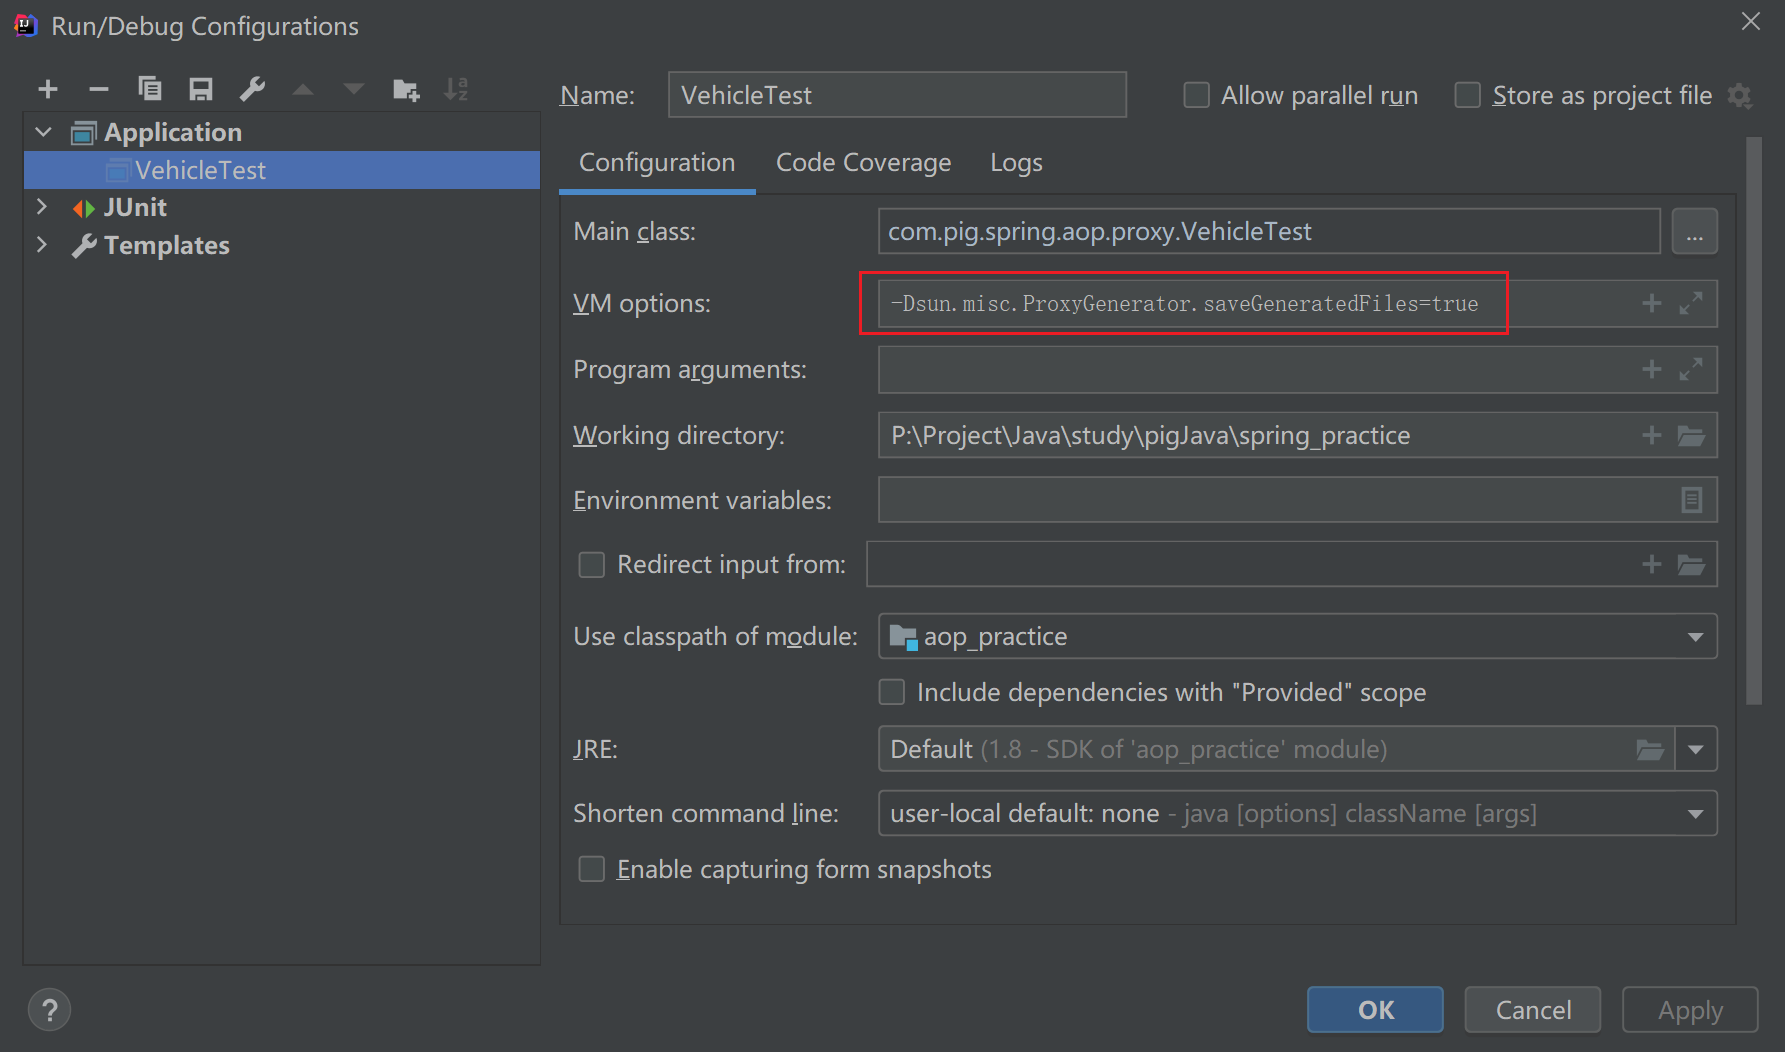 Run/Debug Configurations
Name: VehicleTest Allow parallel run Store as project file
Application
VehicleTest
JUnit
Templates
Configuration Code Coverage Logs
Main class: com.pig.spring.aop.proxy.VehicleTest ...
VM options: -Dsun.misc.ProxyGenerator.saveGeneratedFiles=true
Program arguments:
Working directory: P:\Project\Java\study\pigJava\spring_practice
Environment variables:
Redirect input from:
Use classpath of module: aop_practice
Include dependencies with "Provided" scope
JRE: Default (1.8 - SDK of 'aop_practice' module)
Shorten command line: user-local default: none - java [options] className [args]
Enable capturing form snapshots
? OK Cancel Apply